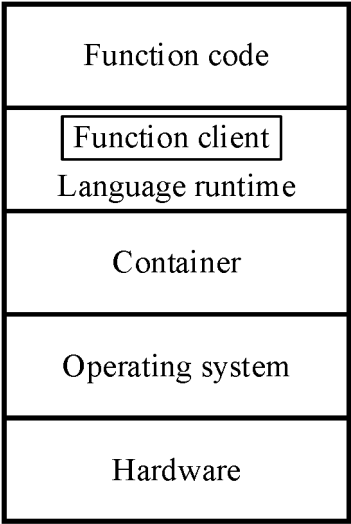 Function code
Function client
Language runtime
Container
Operating system
Hardware